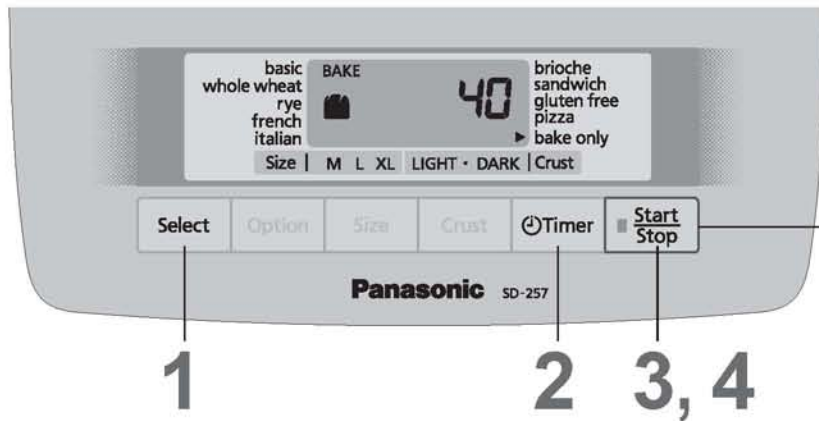 basic
whole wheat
rye
french
italian
BAKE
40
brioche
sandwich
gluten free
pizza
▶ bake only
Size | M L XL LIGHT · DARK | Crust
Select Option Size Crust Timer Start
Stop
Panasonic SD-257
1 2 3, 4